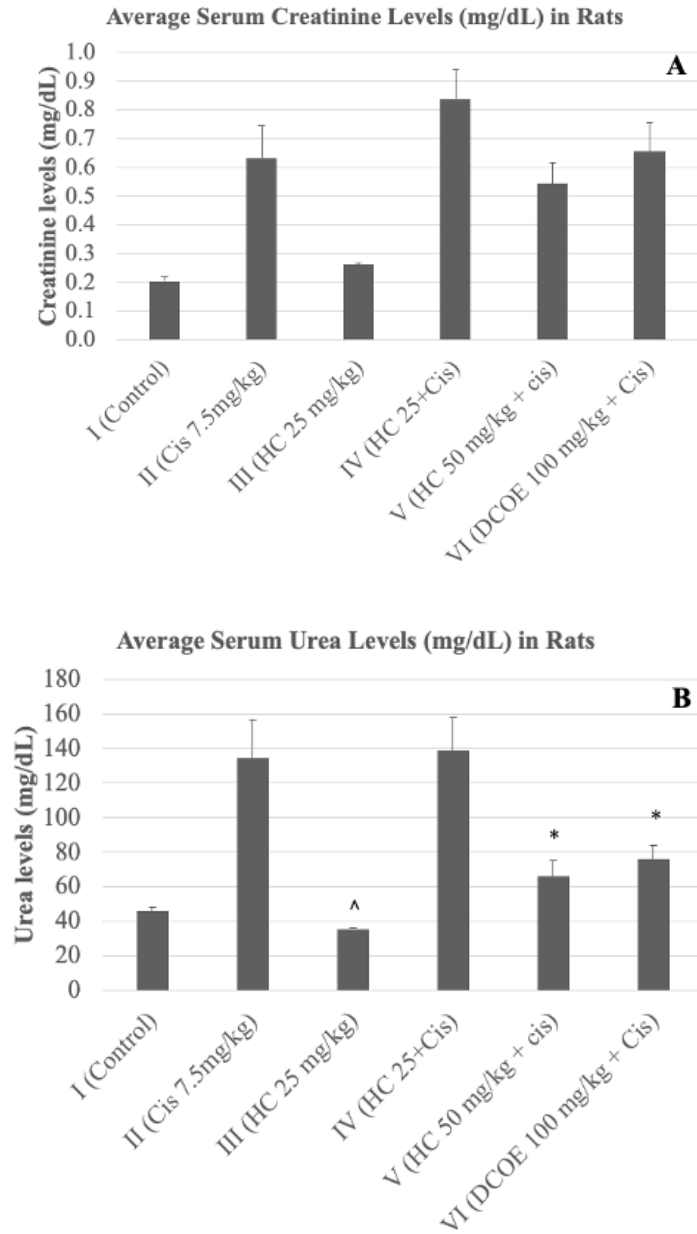 Average Serum Creatinine Levels (mg/dL) in Rats
A
Creatinine levels (mg/dL)
1.0
0.9
0.8
0.7
0.6
0.5
0.4
0.3
0.2
0.1
0.0
I (Control)
II (Cis 7.5mg/kg)
III (HC 25 mg/kg)
IV (HC 25+Cis)
V (HC 50 mg/kg + cis)
VI (DCOE 100 mg/kg + Cis)
Average Serum Urea Levels (mg/dL) in Rats
B
Urea levels (mg/dL)
180
160
140
120
100
80
60
40
20
0
^
*
*
I (Control)
II (Cis 7.5mg/kg)
III (HC 25 mg/kg)
IV (HC 25+Cis)
V (HC 50 mg/kg + cis)
VI (DCOE 100 mg/kg + Cis)